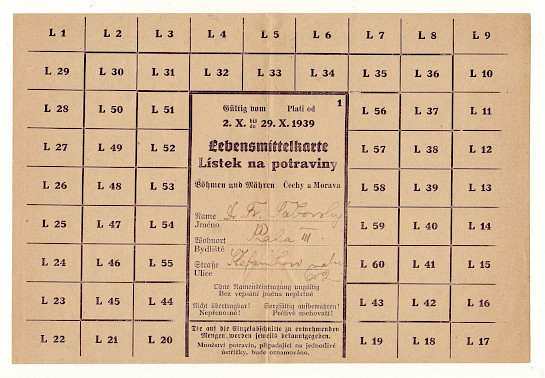 L 1 L 2 L 3 L 4 L 5 L 6 L 7 L 8 L 9
L 29 L 30 L 31 L 32 L 33 L 34 L 35 L 36 L 10
L 28 L 50 L 51 L 56 L 37 L 11
L 27 L 49 L 52 L 57 L 38 L 12
L 26 L 48 L 53 L 58 L 39 L 13
L 25 L 47 L 54 L 59 L 40 L 14
L 24 L 46 L 55 L 60 L 41 L 15
L 23 L 45 L 44 L 43 L 42 L 16
L 22 L 21 L 20 L 19 L 18 L 17
1
Gültig vom Platí od
2. X. bis do 29. X. 1939
Lebensmittelkarte
Lístek na potraviny
Böhmen und Mähren Čechy a Morava
Name
Jméno
Fr. Táborský
Wohnort
Bydliště
Praha III
Straße
Ulice
Ohne Namenseintragung ungültig
Bez vepsání jména neplatné
Nicht übertragbar! Sorgfältig aufbewahren!
Nepřenosné! Pečlivě uschovati!
Die auf die Einzelabschnitte zu entnehmenden
Mengen werden jeweils bekanntgegeben.
Množství potravin, připadající na jednotlivé
ústřižky, bude oznamováno.